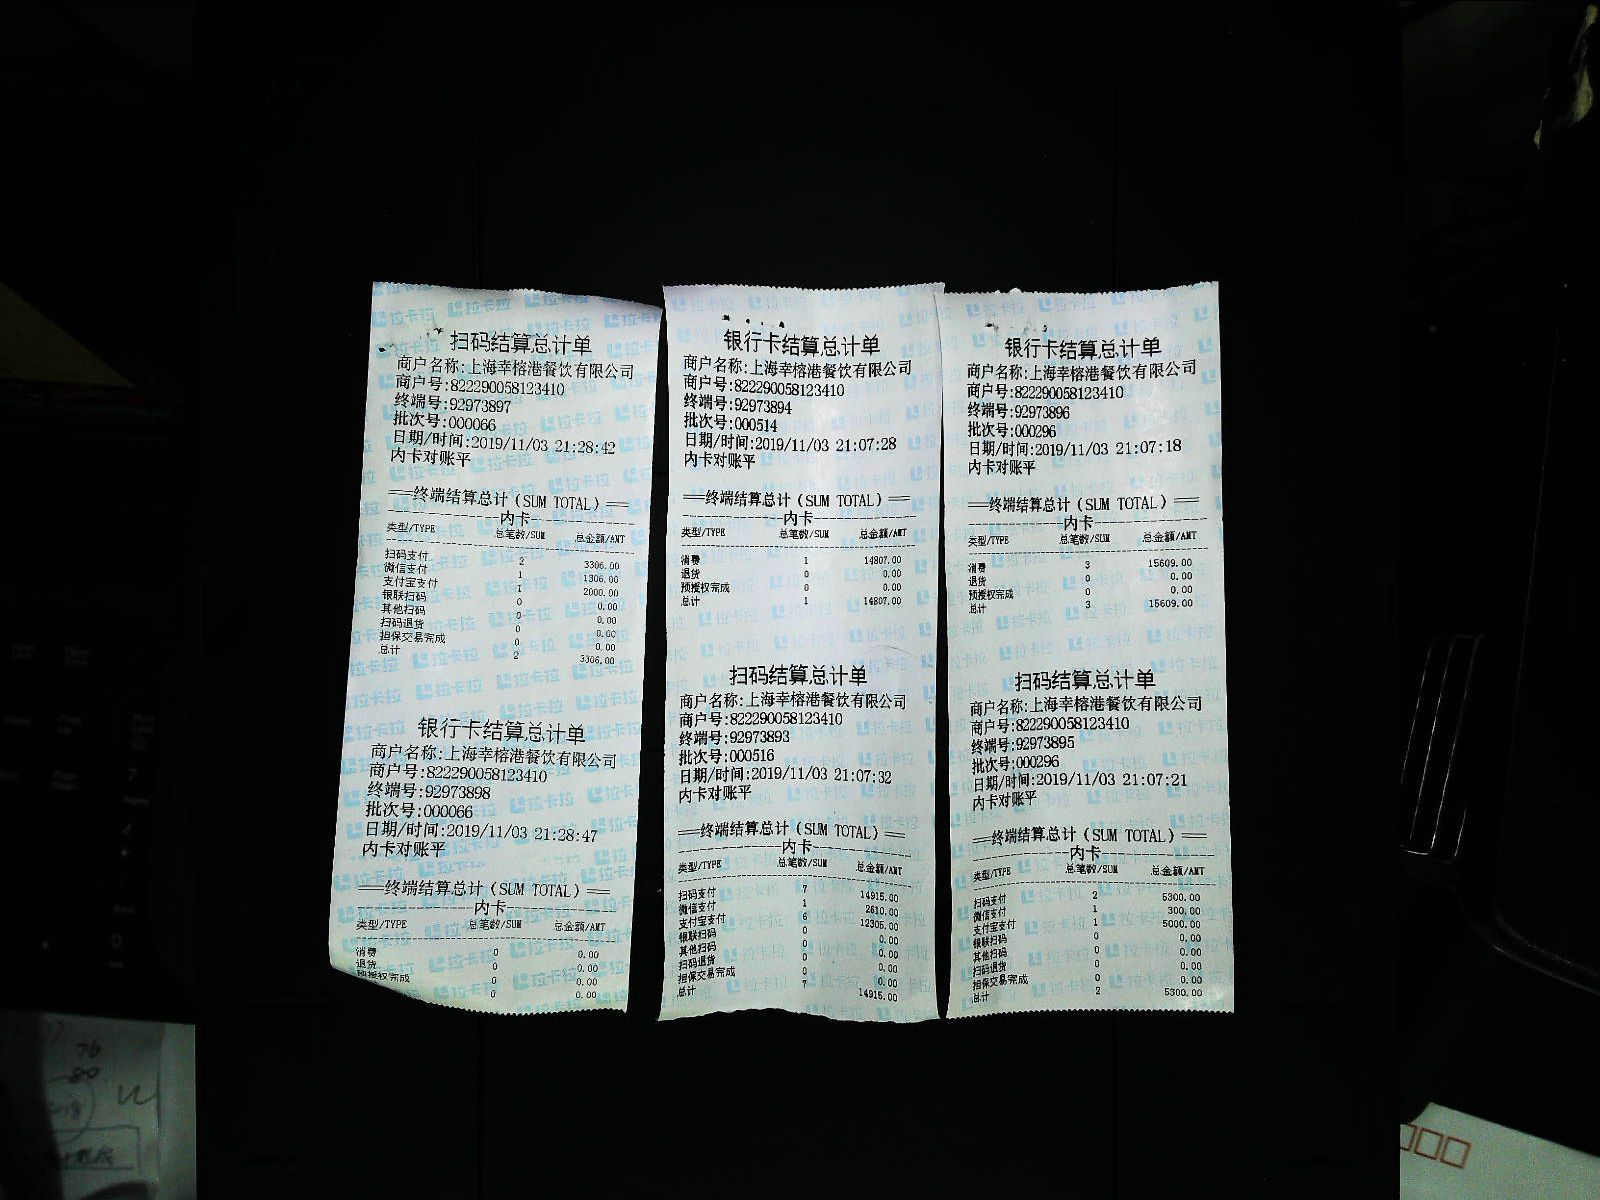 扫码结算总计单
商户名称:上海幸榕港餐饮有限公司
商户号:822290058123410
终端号:92973897
批次号:000066
日期/时间:2019/11/03 21:28:42
内卡对账平
══终端结算总计(SUM TOTAL)══
内卡
类型/TYPE 总笔数/SUM 总金额/AMT
扫码支付 2 3306.00
微信支付 1 1306.00
支付宝支付 1 2000.00
银联扫码 0 0.00
其他扫码 0 0.00
扫码退货 0 0.00
担保交易完成 0 0.00
总计 2 3306.00
银行卡结算总计单
商户名称:上海幸榕港餐饮有限公司
商户号:822290058123410
终端号:92973898
批次号:000066
日期/时间:2019/11/03 21:28:47
内卡对账平
══终端结算总计(SUM TOTAL)══
内卡
类型/TYPE 总笔数/SUM 总金额/AMT
消费 0 0.00
退货 0 0.00
预授权完成 0 0.00
0 0.00
银行卡结算总计单
商户名称:上海幸榕港餐饮有限公司
商户号:822290058123410
终端号:92973894
批次号:000514
日期/时间:2019/11/03 21:07:28
内卡对账平
══终端结算总计(SUM TOTAL)══
内卡
类型/TYPE 总笔数/SUM 总金额/AMT
消费 1 14807.00
退货 0 0.00
预授权完成 0 0.00
总计 1 14807.00
扫码结算总计单
商户名称:上海幸榕港餐饮有限公司
商户号:822290058123410
终端号:92973893
批次号:000516
日期/时间:2019/11/03 21:07:32
内卡对账平
══终端结算总计(SUM TOTAL)══
内卡
类型/TYPE 总笔数/SUM 总金额/AMT
扫码支付 7 14915.00
微信支付 1 2610.00
支付宝支付 6 12305.00
银联扫码 0 0.00
其他扫码 0 0.00
扫码退货 0 0.00
担保交易完成 0 0.00
总计 7 14915.00
银行卡结算总计单
商户名称:上海幸榕港餐饮有限公司
商户号:822290058123410
终端号:92973896
批次号:000296
日期/时间:2019/11/03 21:07:18
内卡对账平
══终端结算总计(SUM TOTAL)══
内卡
类型/TYPE 总笔数/SUM 总金额/AMT
消费 3 15609.00
退货 0 0.00
预授权完成 0 0.00
总计 3 15609.00
扫码结算总计单
商户名称:上海幸榕港餐饮有限公司
商户号:822290058123410
终端号:92973895
批次号:000296
日期/时间:2019/11/03 21:07:21
内卡对账平
══终端结算总计(SUM TOTAL)══
内卡
类型/TYPE 总笔数/SUM 总金额/AMT
扫码支付 2 5300.00
微信支付 1 300.00
支付宝支付 1 5000.00
银联扫码 0 0.00
其他扫码 0 0.00
扫码退货 0 0.00
担保交易完成 0 0.00
总计 2 5300.00
拉卡拉
76
80